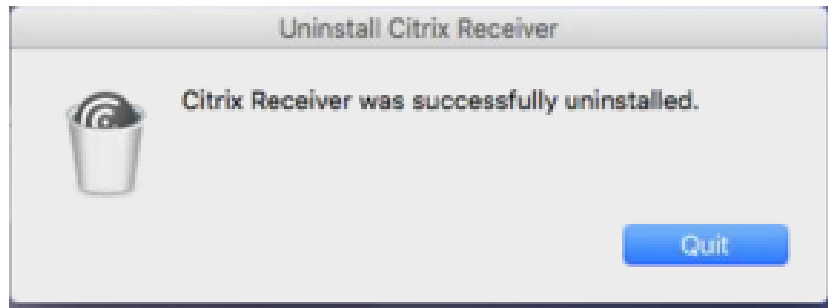 Uninstall Citrix Receiver
Citrix Receiver was successfully uninstalled.
Quit